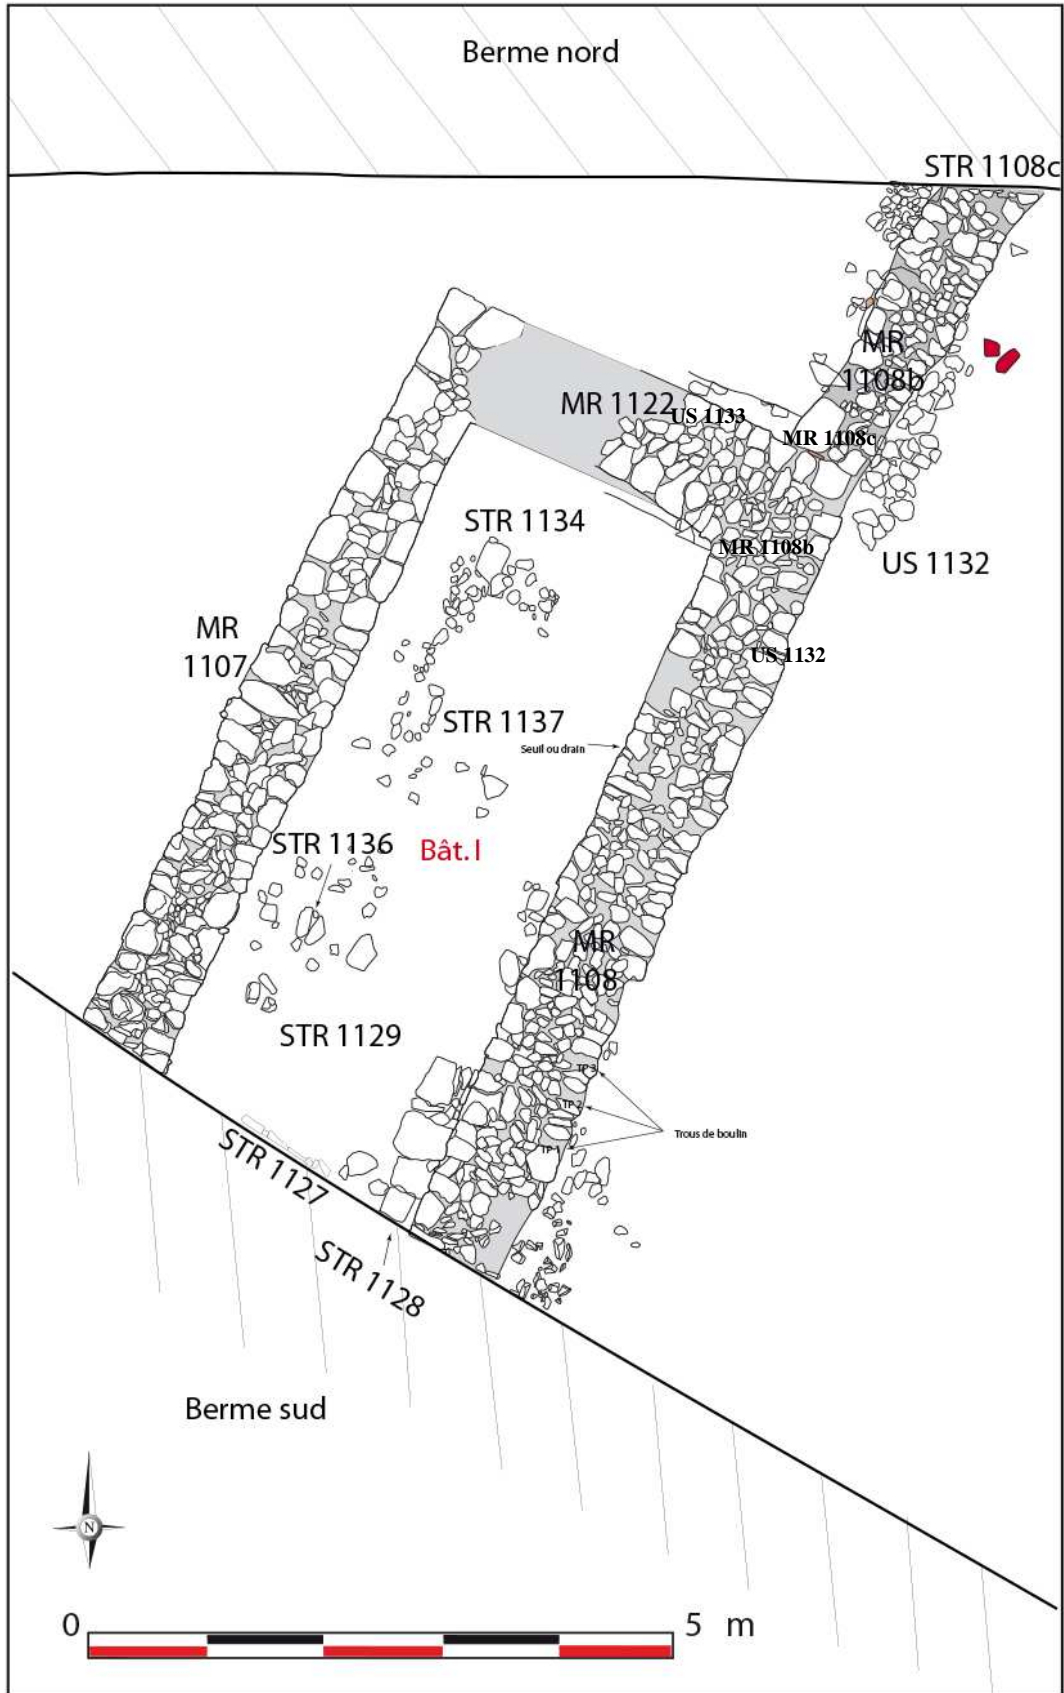 Berme nord
STR 1108c
MR
1108b
MR 1122
US 1133
MR 1108c
STR 1134
MR 1108b
US 1132
MR
1107
US 1132
STR 1137
Seuil ou drain
STR 1136
Bât. I
MR
1108
STR 1129
TP 3
TP 2
Trous de boulin
TP 1
STR 1127
STR 1128
Berme sud
N
0
5 m